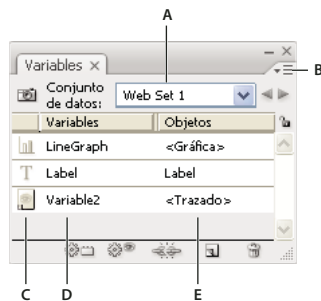 A
Variables
B
Conjunto
de datos:
Web Set 1
Variables Objetos
LineGraph <Gráfica>
T Label Label
Variable2 <Trazado>
C D E